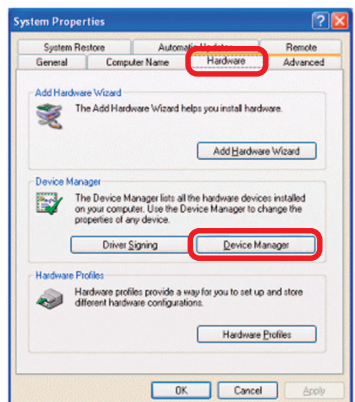 System Properties
System Restore Automatic Updates Remote
General Computer Name Hardware Advanced
Add Hardware Wizard
The Add Hardware Wizard helps you install hardware.
Add Hardware Wizard
Device Manager
The Device Manager lists all the hardware devices installed
on your computer. Use the Device Manager to change the
properties of any device.
Driver Signing Device Manager
Hardware Profiles
Hardware profiles provide a way for you to set up and store
different hardware configurations.
Hardware Profiles
OK Cancel Apply